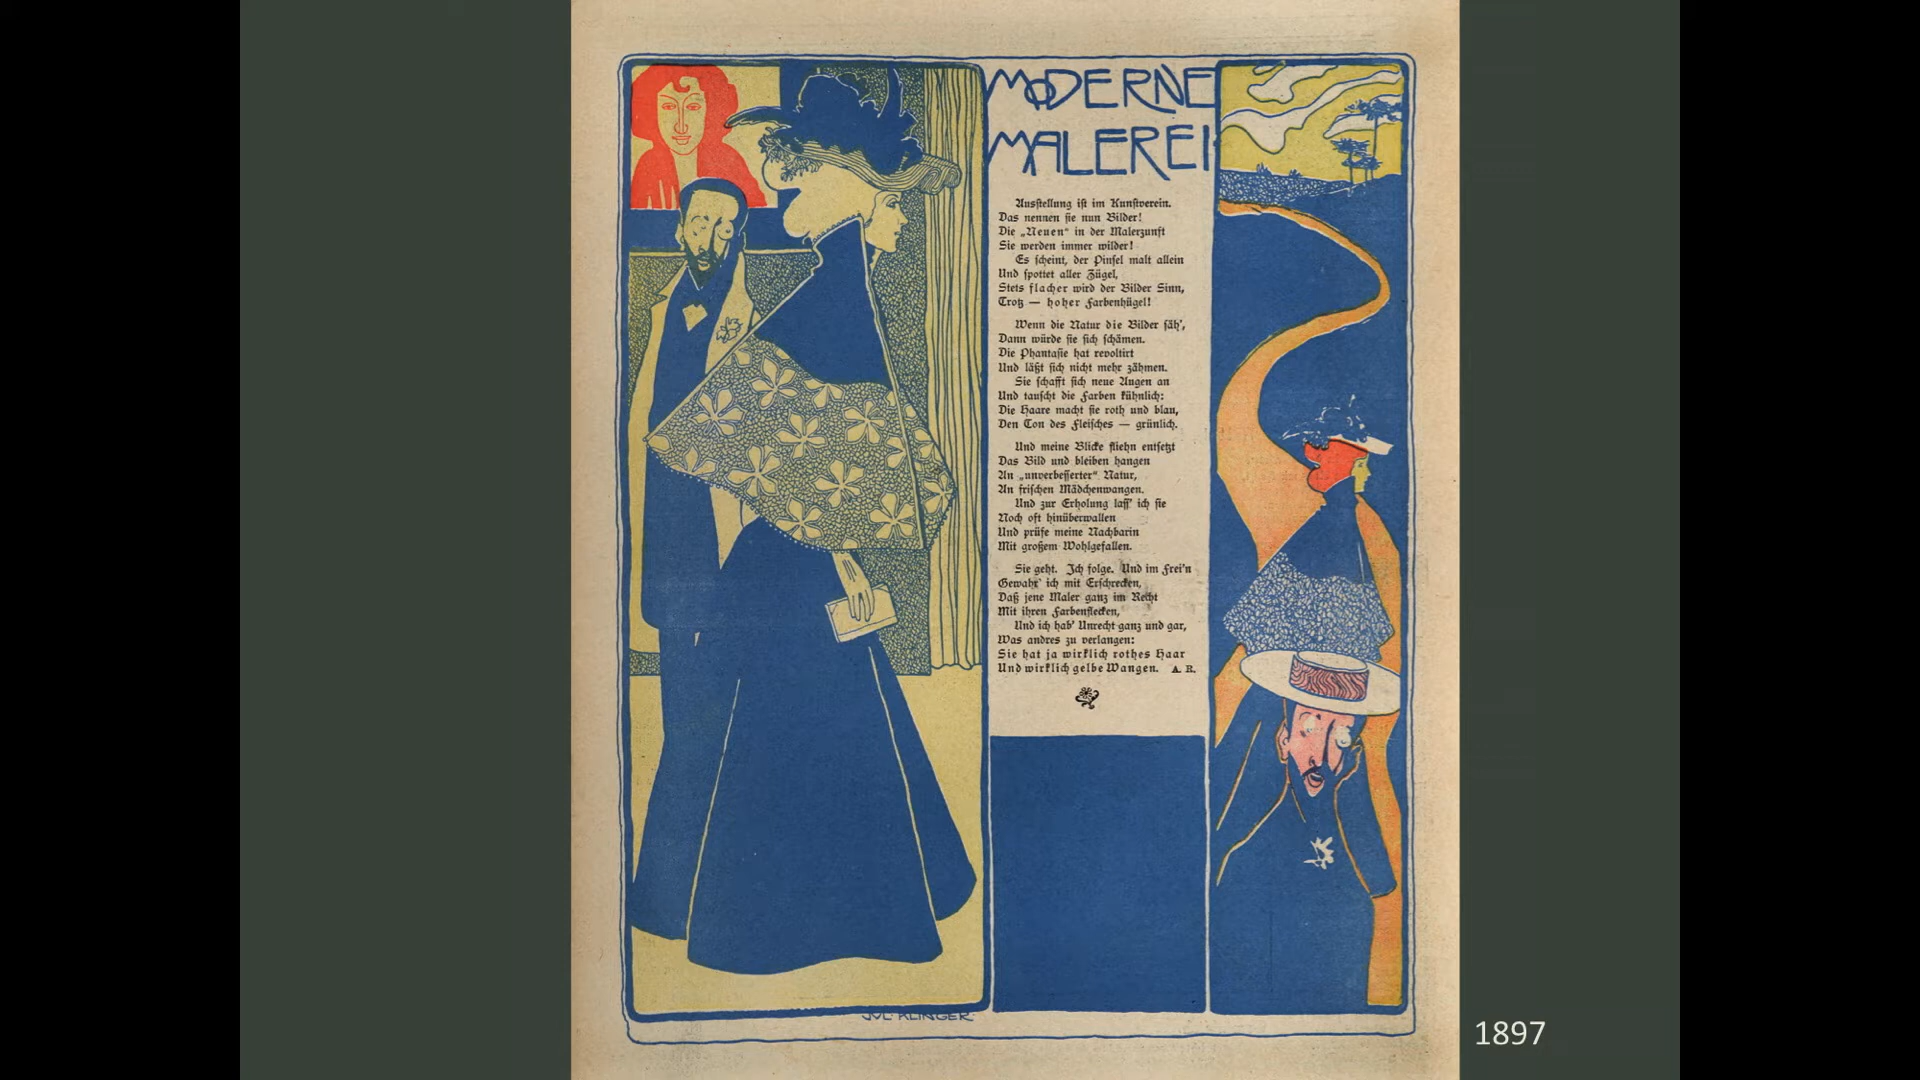 MODERNE
MALEREI
Ausstellung ist im Kunstverein.
Das nennen sie nun Bilder!
Die „Neuen“ in der Malerzunft
Sie werden immer wilder!
Es scheint, der Pinsel malt allein
Und spottet aller Zügel,
Stets flacher wird der Bilder Sinn,
Trotz — hoher Farbenhügel!
Wenn die Natur die Bilder säh’,
Dann würde sie sich schämen.
Die Phantasie hat revoltirt
Und läßt sich nicht mehr zähmen.
Sie schafft sich neue Augen an
Und tauscht die Farben kühnlich:
Die Haare macht sie roth und blau,
Den Ton des Fleisches — grünlich.
Und meine Blicke fliehn entsetzt
Das Bild und bleiben hangen
An „unverbesserter“ Natur,
An frischen Mädchenwangen.
Und zur Erholung lass’ ich sie
Noch oft hinüberwallen
Und prüfe meine Nachbarin
Mit großem Wohlgefallen.
Sie geht. Ich folge. Und im Frei’n
Gewahr’ ich mit Erschrecken,
Daß jene Maler ganz im Recht
Mit ihren Farbenflecken,
Und ich hab’ Unrecht ganz und gar,
Was andres zu verlangen:
Sie hat ja wirklich rothes Haar
Und wirklich gelbe Wangen. A. R.
JUL. KLINGER.
1897